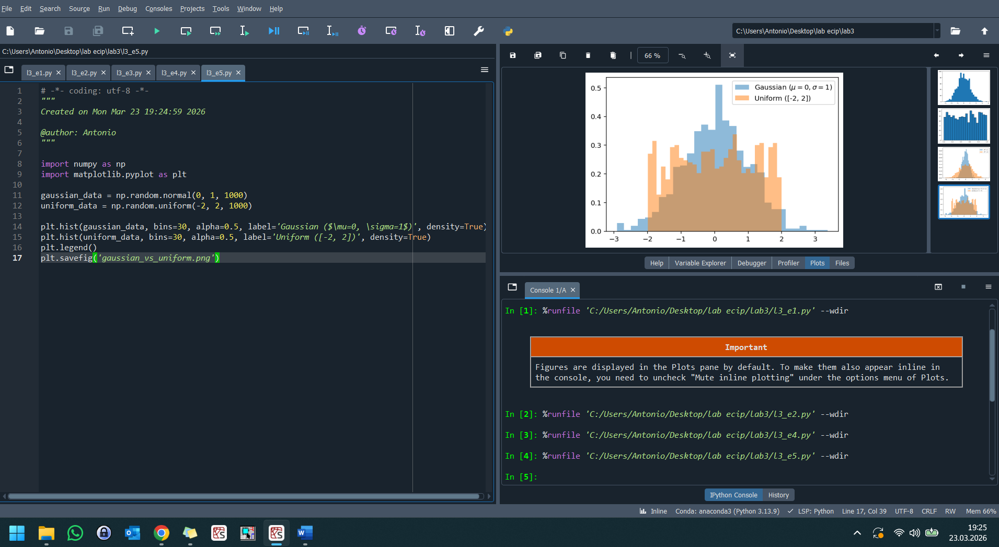 File Edit Search Source Run Debug Consoles Projects Tools Window Help
C:\Users\Antonio\Desktop\lab ecip\lab3
C:\Users\Antonio\Desktop\lab ecip\lab3\l3_e5.py
l3_e1.py l3_e2.py l3_e3.py l3_e4.py l3_e5.py
1 # -*- coding: utf-8 -*-
2 """
3 Created on Mon Mar 23 19:24:59 2026
4
5 @author: Antonio
6 """
7
8 import numpy as np
9 import matplotlib.pyplot as plt
10
11 gaussian_data = np.random.normal(0, 1, 1000)
12 uniform_data = np.random.uniform(-2, 2, 1000)
13
14 plt.hist(gaussian_data, bins=30, alpha=0.5, label='Gaussian ($\mu=0, \sigma=1$)', density=True)
15 plt.hist(uniform_data, bins=30, alpha=0.5, label='Uniform ([-2, 2])', density=True)
16 plt.legend()
17 plt.savefig('gaussian_vs_uniform.png')
66 %
Gaussian (μ = 0, σ = 1)
Uniform ([-2, 2])
0.5
0.4
0.3
0.2
0.1
0.0
−3 −2 −1 0 1 2 3
Help Variable Explorer Debugger Profiler Plots Files
Console 1/A
In [1]: %runfile 'C:/Users/Antonio/Desktop/lab ecip/lab3/l3_e1.py' --wdir
Important
Figures are displayed in the Plots pane by default. To make them also appear inline in
the console, you need to uncheck "Mute inline plotting" under the options menu of Plots.
In [2]: %runfile 'C:/Users/Antonio/Desktop/lab ecip/lab3/l3_e2.py' --wdir
In [3]: %runfile 'C:/Users/Antonio/Desktop/lab ecip/lab3/l3_e4.py' --wdir
In [4]: %runfile 'C:/Users/Antonio/Desktop/lab ecip/lab3/l3_e5.py' --wdir
In [5]:
IPython Console History
Inline Conda: anaconda3 (Python 3.13.9) LSP: Python Line 17, Col 39 UTF-8 CRLF RW Mem 66%
19:25
23.03.2026